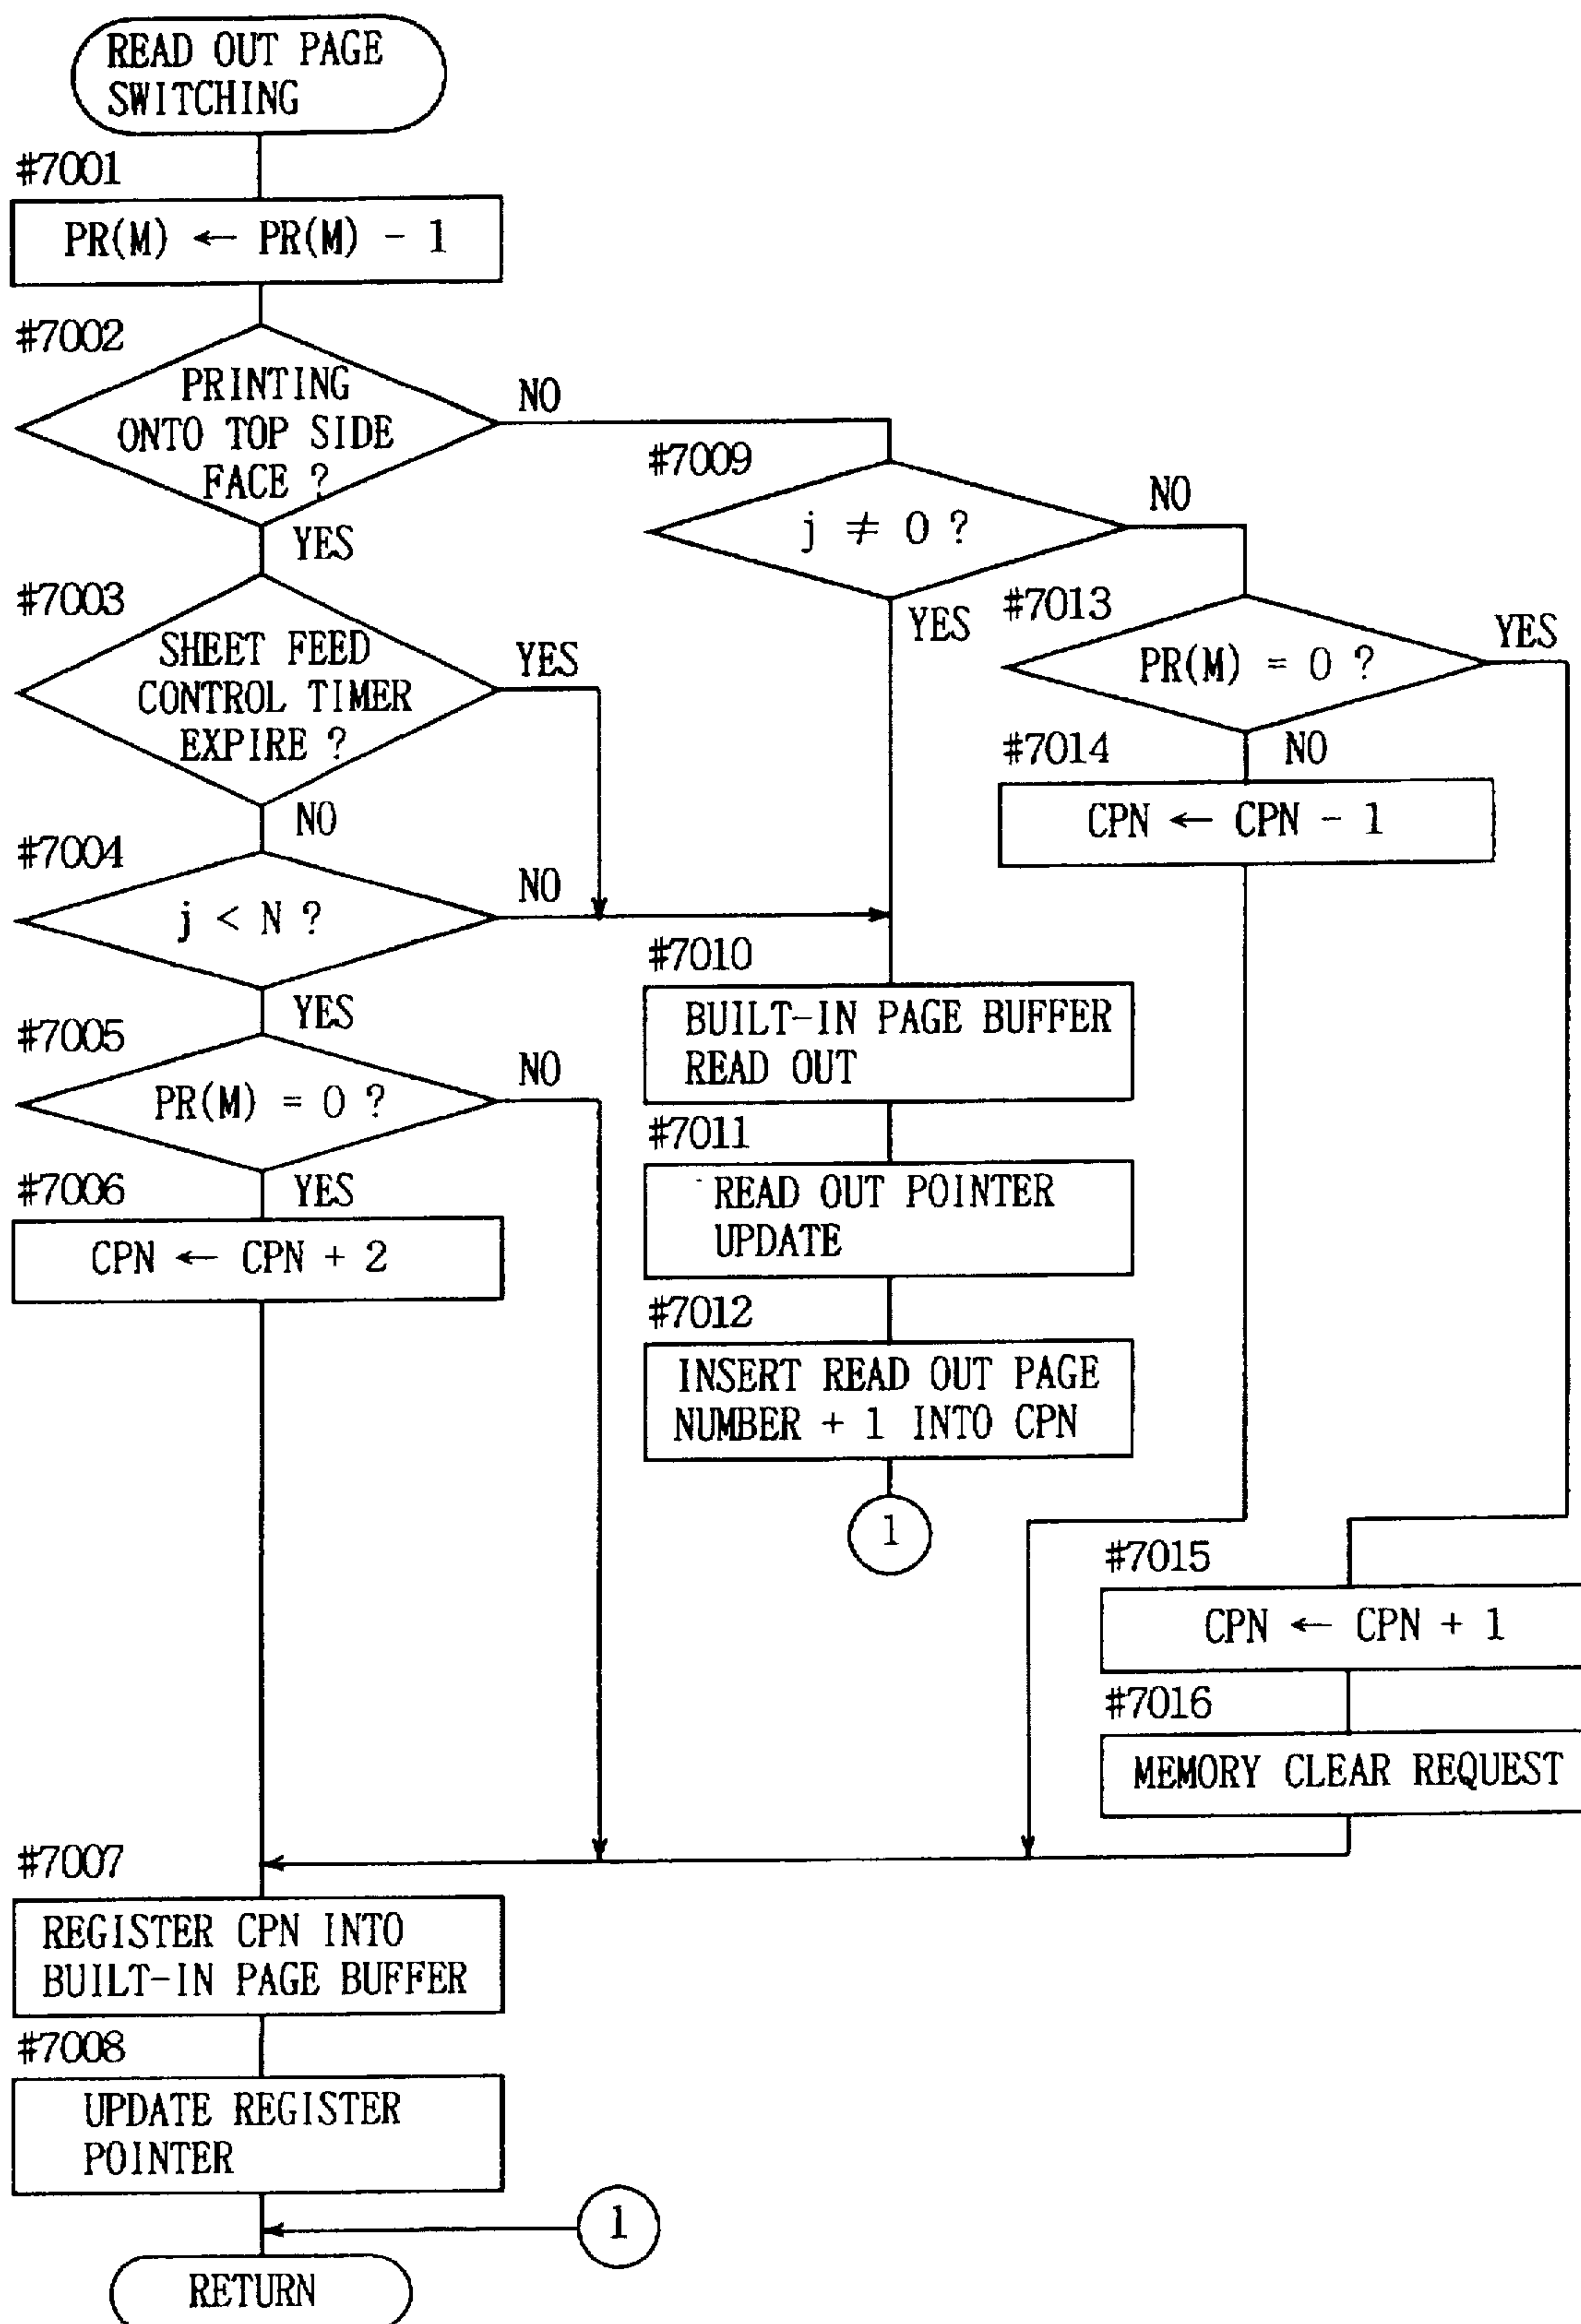 READ OUT PAGE
SWITCHING
#7001
PR(M) ← PR(M) - 1
#7002
PRINTING
ONTO TOP SIDE
FACE ?
NO
YES
#7003
SHEET FEED
CONTROL TIMER
EXPIRE ?
YES
NO
#7004
j < N ?
NO
YES
#7005
PR(M) = 0 ?
NO
YES
#7006
CPN ← CPN + 2
#7009
j ≠ 0 ?
NO
YES
#7010
BUILT-IN PAGE BUFFER
READ OUT
#7011
READ OUT POINTER
UPDATE
#7012
INSERT READ OUT PAGE
NUMBER + 1 INTO CPN
1
#7013
PR(M) = 0 ?
YES
NO
#7014
CPN ← CPN - 1
#7015
CPN ← CPN + 1
#7016
MEMORY CLEAR REQUEST
#7007
REGISTER CPN INTO
BUILT-IN PAGE BUFFER
#7008
UPDATE REGISTER
POINTER
1
RETURN